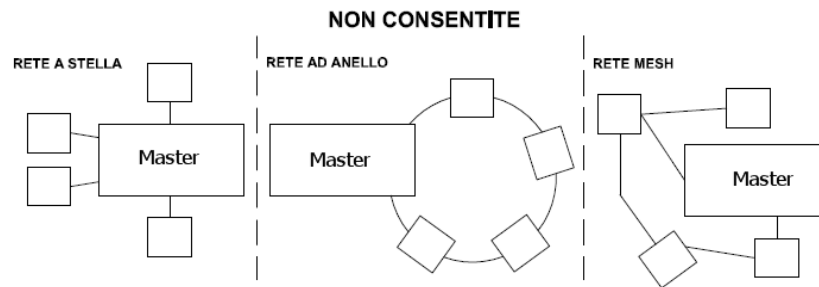 NON CONSENTITE
RETE A STELLA
Master
RETE AD ANELLO
Master
RETE MESH
Master